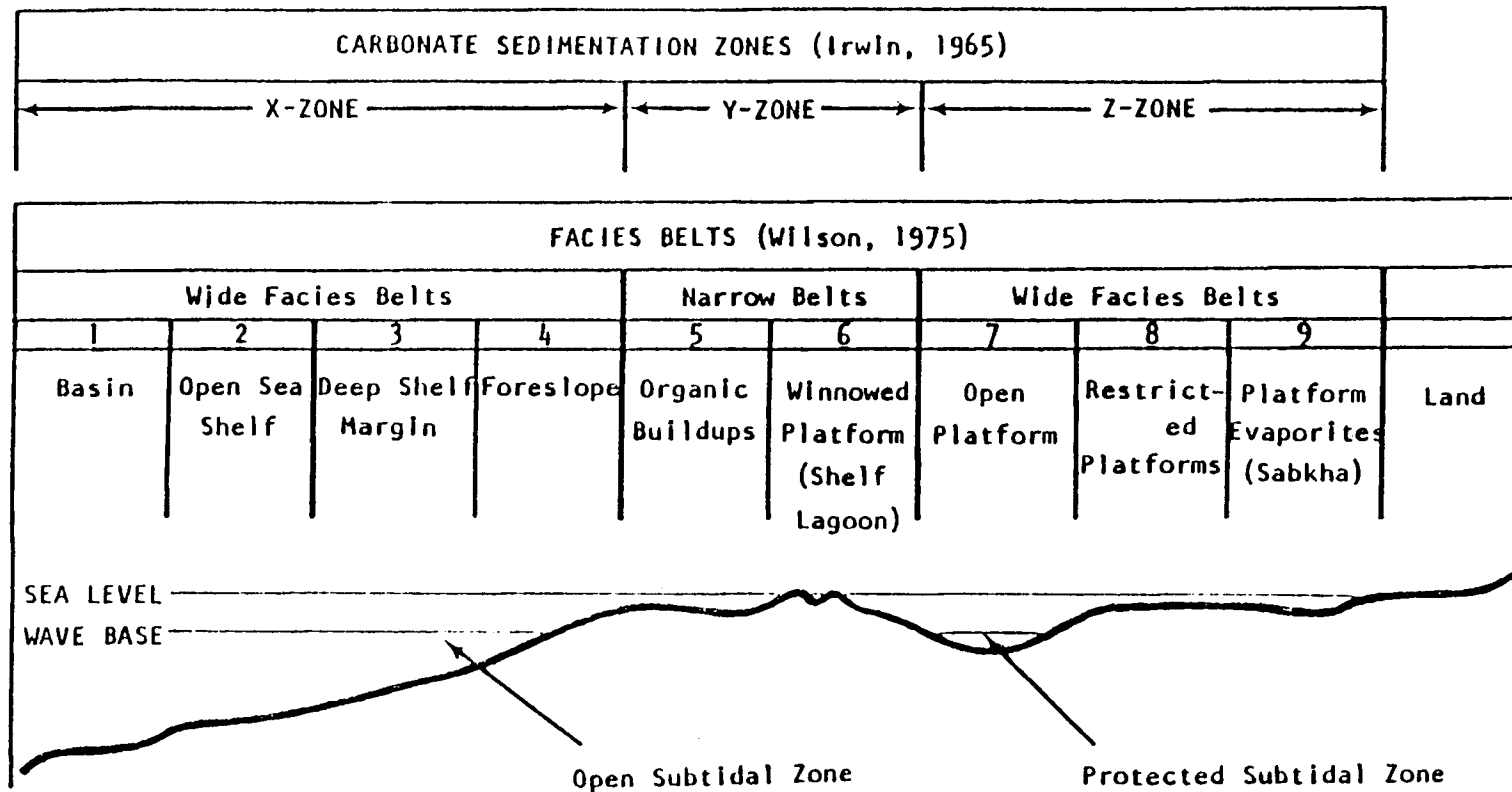 CARBONATE SEDIMENTATION ZONES (Irwin, 1965)
X-ZONE Y-ZONE Z-ZONE
FACIES BELTS (Wilson, 1975)
Wide Facies Belts Narrow Belts Wide Facies Belts
1 2 3 4 5 6 7 8 9
Basin Open Sea Deep Shelf Foreslope Organic Winnowed Open Restrict- Platform Land
Shelf Margin Buildups Platform Platform ed Evaporites
(Shelf Platforms (Sabkha)
Lagoon)
SEA LEVEL
WAVE BASE
Open Subtidal Zone Protected Subtidal Zone